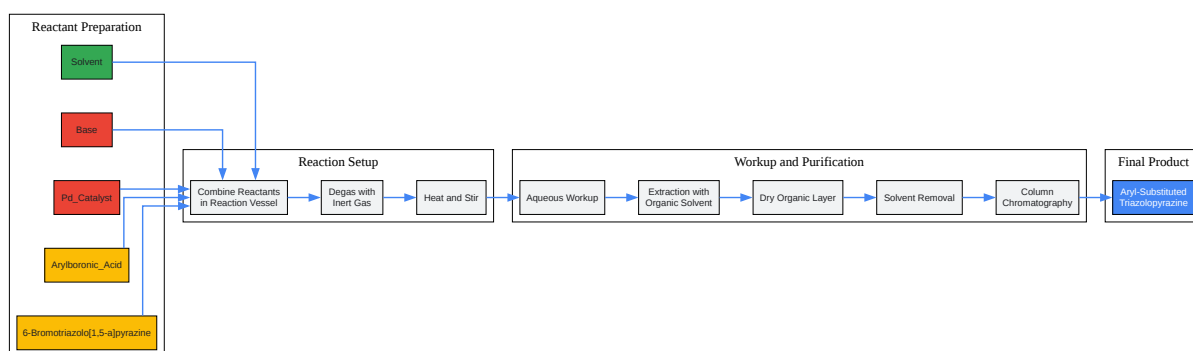 Reactant Preparation
Solvent
Base
Pd_Catalyst
Arylboronic_Acid
6-Bromotriazolo[1,5-a]pyrazine
Reaction Setup
Combine Reactants
in Reaction Vessel
Degas with
Inert Gas
Heat and Stir
Workup and Purification
Aqueous Workup
Extraction with
Organic Solvent
Dry Organic Layer
Solvent Removal
Column
Chromatography
Final Product
Aryl-Substituted
Triazolopyrazine